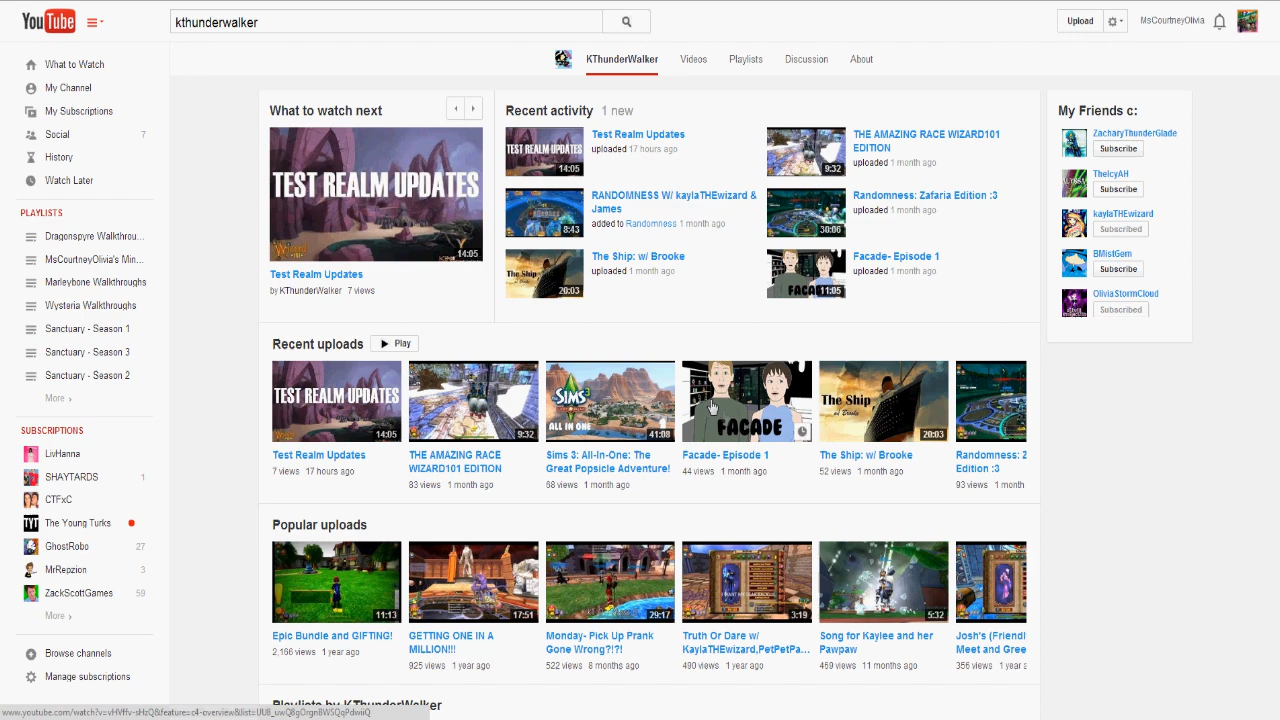 YouTube
kthunderwalker
Upload
MsCourtneyOlivia
KThunderWalker
Videos
Playlists
Discussion
About
What to Watch
My Channel
My Subscriptions
Social 7
History
Watch Later
PLAYLISTS
Dragonspyre Walkthrou...
MsCourtneyOlivia's Min...
Marleybone Walkthroughs
Wysteria Walkthroughs
Sanctuary - Season 1
Sanctuary - Season 3
Sanctuary - Season 2
More ›
SUBSCRIPTIONS
LivHanna
SHAYTARDS 1
CTFxC
The Young Turks
GhostRobo 27
MrRepzion 3
ZackScottGames 59
More ›
Browse channels
Manage subscriptions
What to watch next
TEST REALM UPDATES
14:05
Test Realm Updates
by KThunderWalker 7 views
Recent activity 1 new
TEST REALM UPDATES
14:05
Test Realm Updates
uploaded 17 hours ago
9:32
THE AMAZING RACE WIZARD101
EDITION
uploaded 1 month ago
8:43
RANDOMNESS W/ kaylaTHEwizard &
James
added to Randomness 1 month ago
30:06
Randomness: Zafaria Edition :3
uploaded 1 month ago
The Ship
20:03
The Ship: w/ Brooke
uploaded 1 month ago
FACADE
11:05
Facade- Episode 1
uploaded 1 month ago
My Friends c:
ZacharyThunderGlade
Subscribe
TheIcyAH
Subscribe
kaylaTHEwizard
Subscribed
BMistGem
Subscribe
OliviaStormCloud
Subscribed
Recent uploads
Play
TEST REALM UPDATES
14:05
Test Realm Updates
7 views 17 hours ago
9:32
THE AMAZING RACE
WIZARD101 EDITION
83 views 1 month ago
THE SIMS 3
ALL IN ONE
41:08
Sims 3: All-In-One: The
Great Popsicle Adventure!
68 views 1 month ago
FACADE
Facade- Episode 1
44 views 1 month ago
The Ship
w/ Brooke
20:03
The Ship: w/ Brooke
52 views 1 month ago
Randomness: Z
Edition :3
93 views 1 month
Popular uploads
11:13
Epic Bundle and GIFTING!
2,166 views 1 year ago
17:51
GETTING ONE IN A
MILLION!!!
925 views 1 year ago
29:17
Monday- Pick Up Prank
Gone Wrong?!?!
522 views 8 months ago
3:19
Truth Or Dare w/
KaylaTHEwizard,PetPetPa...
490 views 1 year ago
5:32
Song for Kaylee and her
Pawpaw
469 views 11 months ago
Josh's (Friendl
Meet and Gree
356 views 1 year a
Playlists by KThunderWalker